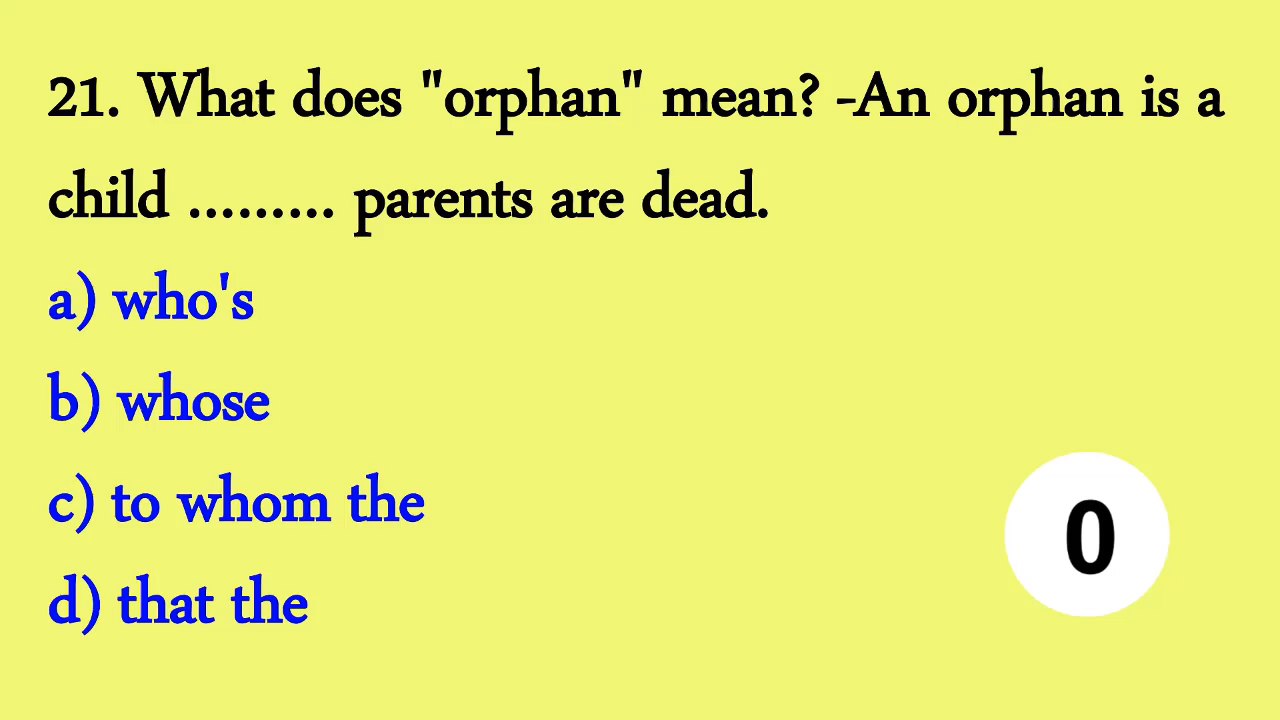 21. What does "orphan" mean? -An orphan is a
child ......... parents are dead.
a) who's
b) whose
c) to whom the
d) that the
0